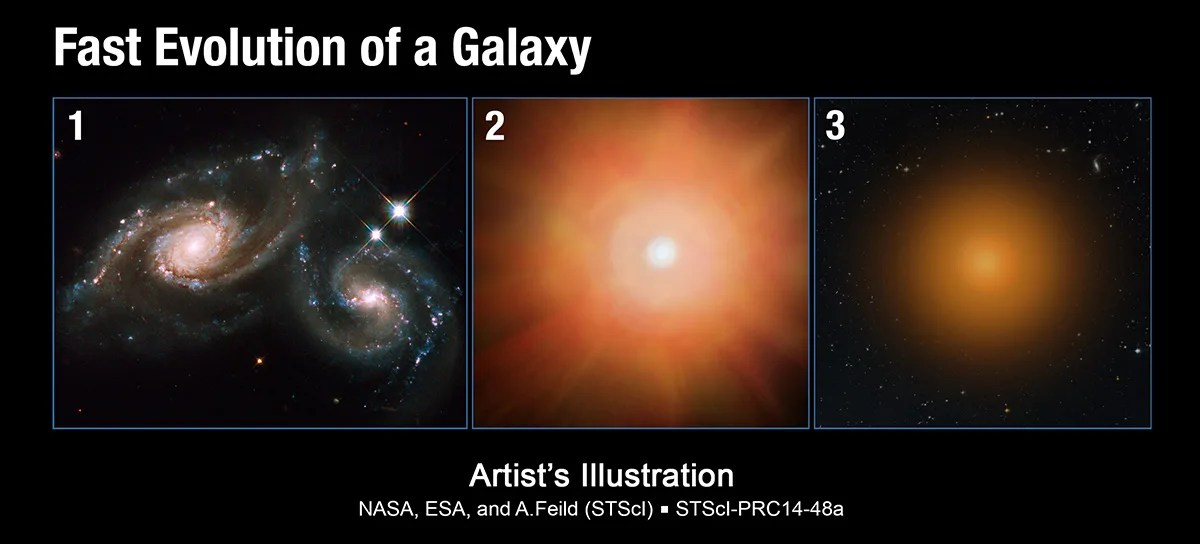 Fast Evolution of a Galaxy
1
2
3
Artist's Illustration
NASA, ESA, and A.Feild (STScI) ▪ STScI-PRC14-48a